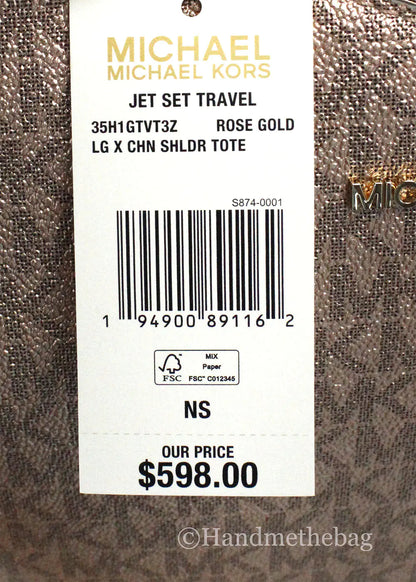 MICHAEL
MICHAEL KORS
JET SET TRAVEL
35H1GTVT3Z ROSE GOLD
LG X CHN SHLDR TOTE
S874-0001
1 94900 89116 2
FSC
MIX
Paper
FSC™ C012345
NS
OUR PRICE
$598.00
©Handmethebag